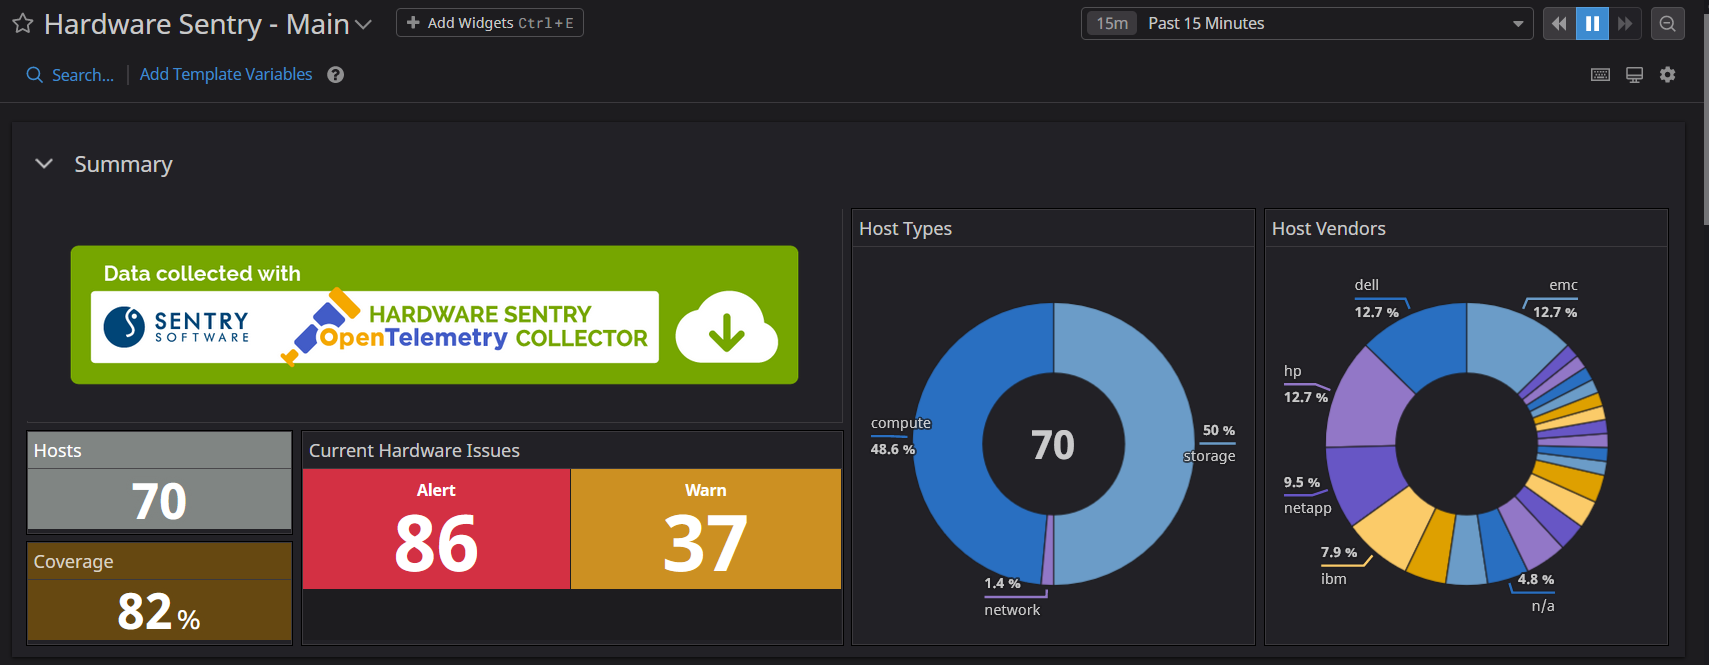 Hardware Sentry - Main
+ Add Widgets Ctrl+E
15m Past 15 Minutes
Search...
Add Template Variables
?
Summary
Data collected with
SENTRY
SOFTWARE
HARDWARE SENTRY
OpenTelemetry COLLECTOR
Hosts
70
Coverage
82 %
Current Hardware Issues
Alert
86
Warn
37
Host Types
compute
48.6 %
70
50 %
storage
1.4 %
network
Host Vendors
dell
12.7 %
emc
12.7 %
hp
12.7 %
9.5 %
netapp
7.9 %
ibm
4.8 %
n/a